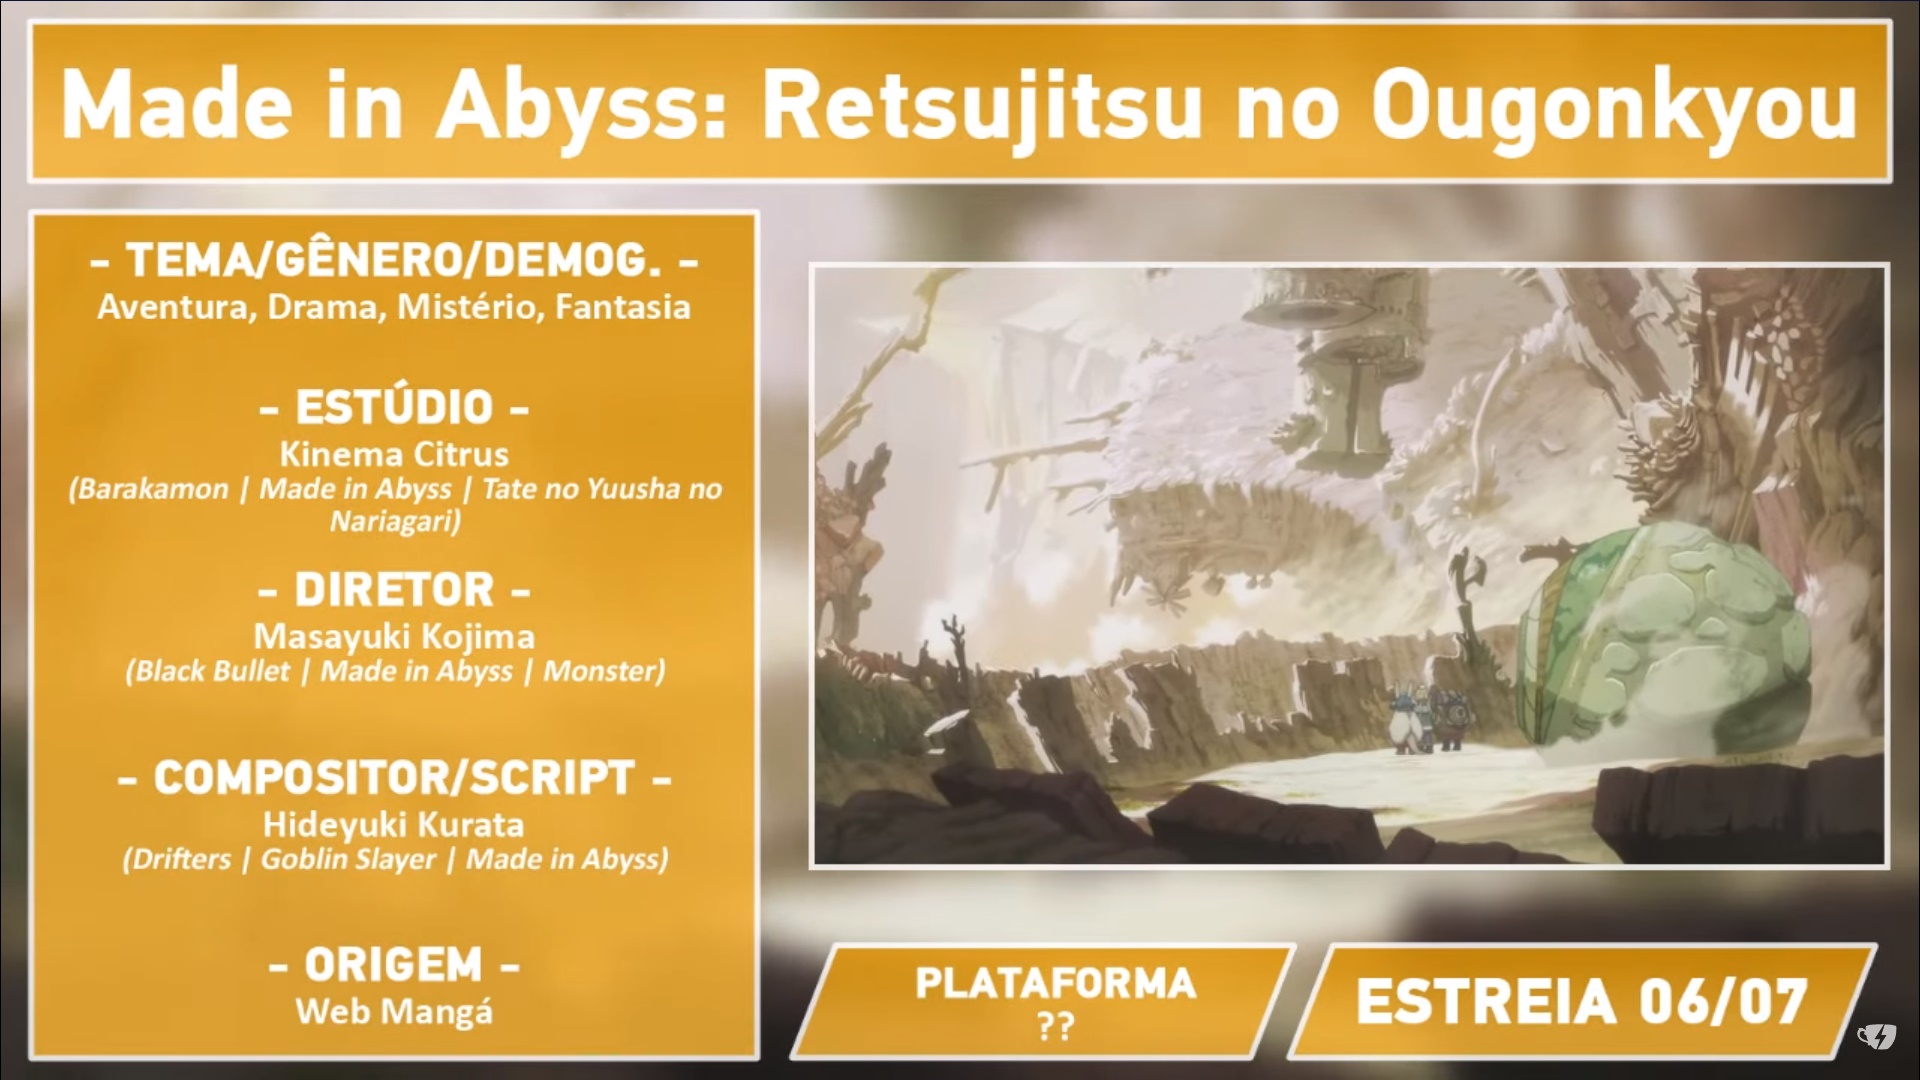 Made in Abyss: Retsujitsu no Ougonkyou
- TEMA/GÊNERO/DEMOG. -
Aventura, Drama, Mistério, Fantasia
- ESTÚDIO -
Kinema Citrus
(Barakamon | Made in Abyss | Tate no Yuusha no
Nariagari)
- DIRETOR -
Masayuki Kojima
(Black Bullet | Made in Abyss | Monster)
- COMPOSITOR/SCRIPT -
Hideyuki Kurata
(Drifters | Goblin Slayer | Made in Abyss)
- ORIGEM -
Web Mangá
PLATAFORMA
??
ESTREIA 06/07